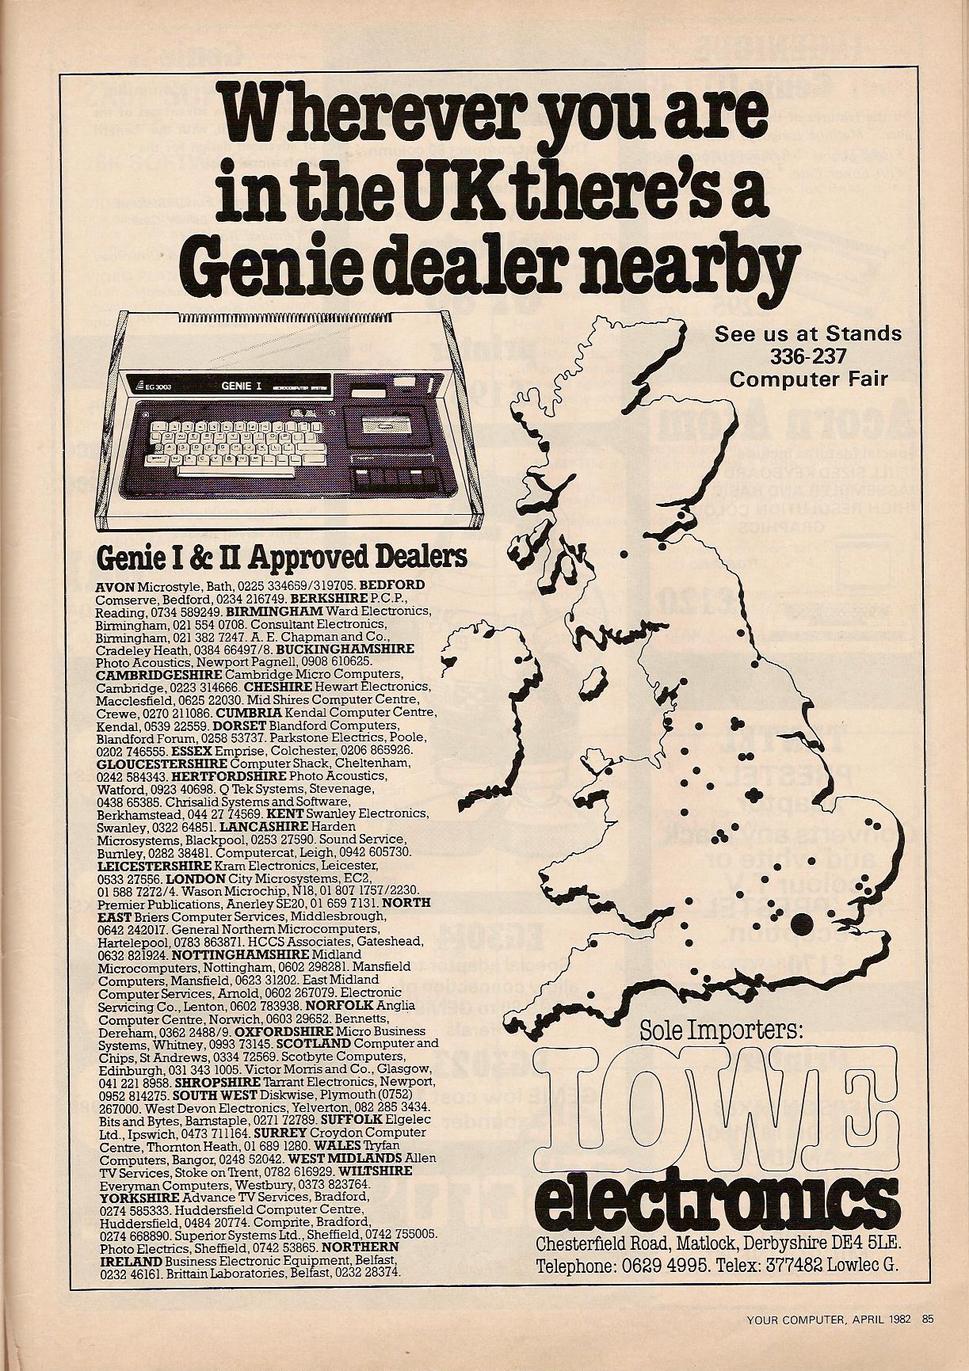 Wherever you are
in the UK there's a
Genie dealer nearby
See us at Stands
336-237
Computer Fair
EG 3003 GENIE I MICROCOMPUTER SYSTEM
Genie I & II Approved Dealers
AVON Microstyle, Bath, 0225 334659/319705. BEDFORD
Comserve, Bedford, 0234 216749. BERKSHIRE P.C.P.,
Reading, 0734 589249. BIRMINGHAM Ward Electronics,
Birmingham, 021 554 0708. Consultant Electronics,
Birmingham, 021 382 7247. A. E. Chapman and Co.,
Cradeley Heath, 0384 66497/8. BUCKINGHAMSHIRE
Photo Acoustics, Newport Pagnell, 0908 610625.
CAMBRIDGESHIRE Cambridge Micro Computers,
Cambridge, 0223 314666. CHESHIRE Hewart Electronics,
Macclesfield, 0625 22030. Mid Shires Computer Centre,
Crewe, 0270 211086. CUMBRIA Kendal Computer Centre,
Kendal, 0539 22559. DORSET Blandford Computers,
Blandford Forum, 0258 53737. Parkstone Electrics, Poole,
0202 746555. ESSEX Emprise, Colchester, 0206 865926.
GLOUCESTERSHIRE Computer Shack, Cheltenham,
0242 584343. HERTFORDSHIRE Photo Acoustics,
Watford, 0923 40698. Q Tek Systems, Stevenage,
0438 65385. Chrisalid Systems and Software,
Berkhamstead, 044 27 74569. KENT Swanley Electronics,
Swanley, 0322 64851. LANCASHIRE Harden
Microsystems, Blackpool, 0253 27590. Sound Service,
Burnley, 0282 38481. Computercat, Leigh, 0942 605730.
LEICESTERSHIRE Kram Electronics, Leicester,
0533 27556. LONDON City Microsystems, EC2,
01 588 7272/4. Wason Microchip, N18, 01 807 1757/2230.
Premier Publications, Anerley SE20, 01 659 7131. NORTH
EAST Briers Computer Services, Middlesbrough,
0642 242017. General Northern Microcomputers,
Hartelepool, 0783 863871. HCCS Associates, Gateshead,
0632 821924. NOTTINGHAMSHIRE Midland
Microcomputers, Nottingham, 0602 298281. Mansfield
Computers, Mansfield, 0623 31202. East Midland
Computer Services, Arnold, 0602 267079. Electronic
Servicing Co., Lenton, 0602 783938. NORFOLK Anglia
Computer Centre, Norwich, 0603 29652. Bennetts,
Dereham, 0362 2488/9. OXFORDSHIRE Micro Business
Systems, Whitney, 0993 73145. SCOTLAND Computer and
Chips, St Andrews, 0334 72569. Scotbyte Computers,
Edinburgh, 031 343 1005. Victor Morris and Co., Glasgow,
041 221 8958. SHROPSHIRE Tarrant Electronics, Newport,
0952 814275. SOUTH WEST Diskwise, Plymouth (0752)
267000. West Devon Electronics, Yelverton, 082 285 3434.
Bits and Bytes, Barnstaple, 0271 72789. SUFFOLK Elgelec
Ltd., Ipswich, 0473 711164. SURREY Croydon Computer
Centre, Thornton Heath, 01 689 1280. WALES Tryfan
Computers, Bangor, 0248 52042. WEST MIDLANDS Allen
TV Services, Stoke on Trent, 0782 616929. WILTSHIRE
Everyman Computers, Westbury, 0373 823764.
YORKSHIRE Advance TV Services, Bradford,
0274 585333. Huddersfield Computer Centre,
Huddersfield, 0484 20774. Comprite, Bradford,
0274 668890. Superior Systems Ltd., Sheffield, 0742 755005.
Photo Electrics, Sheffield, 0742 53865. NORTHERN
IRELAND Business Electronic Equipment, Belfast,
0232 46161. Brittain Laboratories, Belfast, 0232 28374.
Sole Importers:
LOWE
electronics
Chesterfield Road, Matlock, Derbyshire DE4 5LE.
Telephone: 0629 4995. Telex: 377482 Lowlec G.
YOUR COMPUTER, APRIL 1982 85